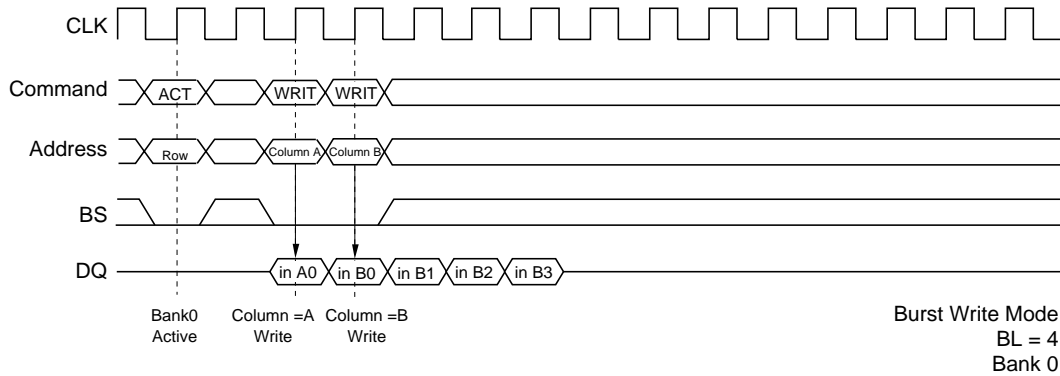 CLK
Command ACT WRIT WRIT
Address Row Column A Column B
BS
DQ in A0 in B0 in B1 in B2 in B3
Bank0 Column =A Column =B
Active Write Write
Burst Write Mode
BL = 4
Bank 0